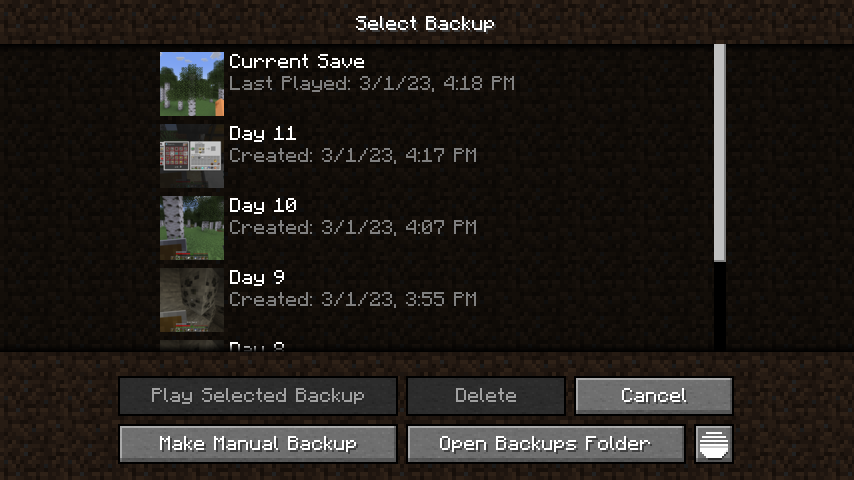 Select Backup
Current Save
Last Played: 3/1/23, 4:18 PM
Day 11
Created: 3/1/23, 4:17 PM
Day 10
Created: 3/1/23, 4:07 PM
Day 9
Created: 3/1/23, 3:55 PM
Day 8
Play Selected Backup
Delete
Cancel
Make Manual Backup
Open Backups Folder